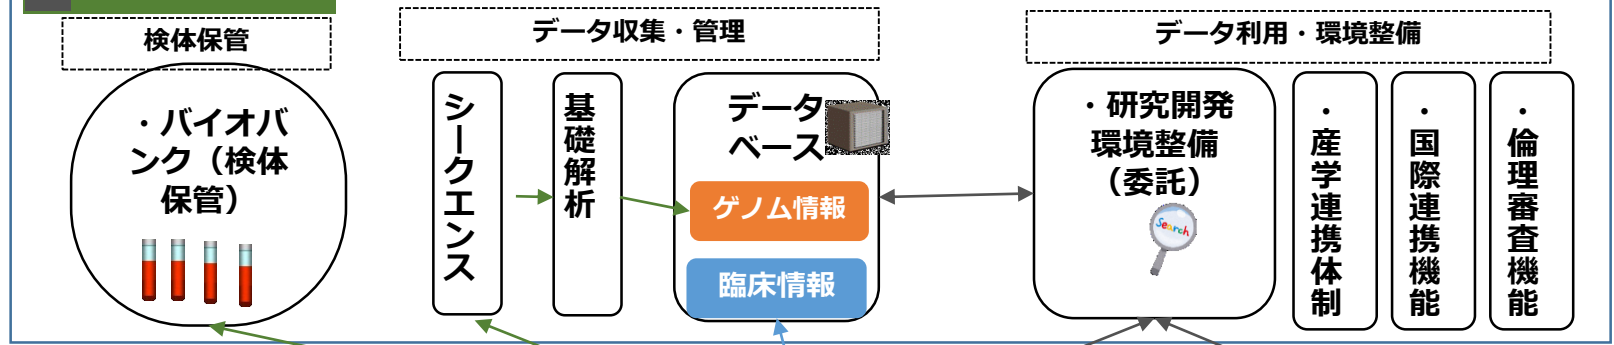 検体保管
・バイオバ
ンク（検体
保管）
データ収集・管理
シークエンス
基礎解析
データ
ベース
ゲノム情報
臨床情報
データ利用・環境整備
・研究開発
環境整備
（委託）
Search
・産学連携体制
・国際連携機能
・倫理審査機能